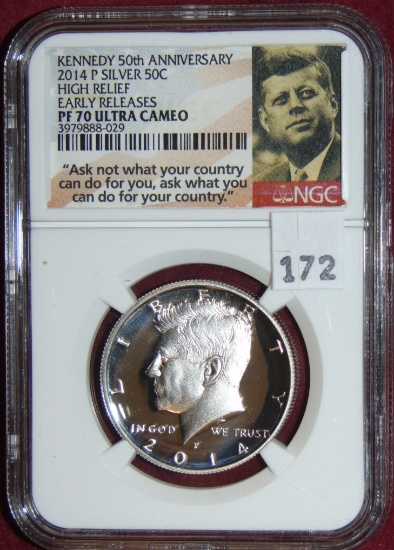 KENNEDY 50th ANNIVERSARY
2014 P SILVER 50C
HIGH RELIEF
EARLY RELEASES
PF 70 ULTRA CAMEO
3979888-029
"Ask not what your country
can do for you, ask what you
can do for your country."
NGC
172
LIBERTY
IN GOD WE TRUST
P
2014